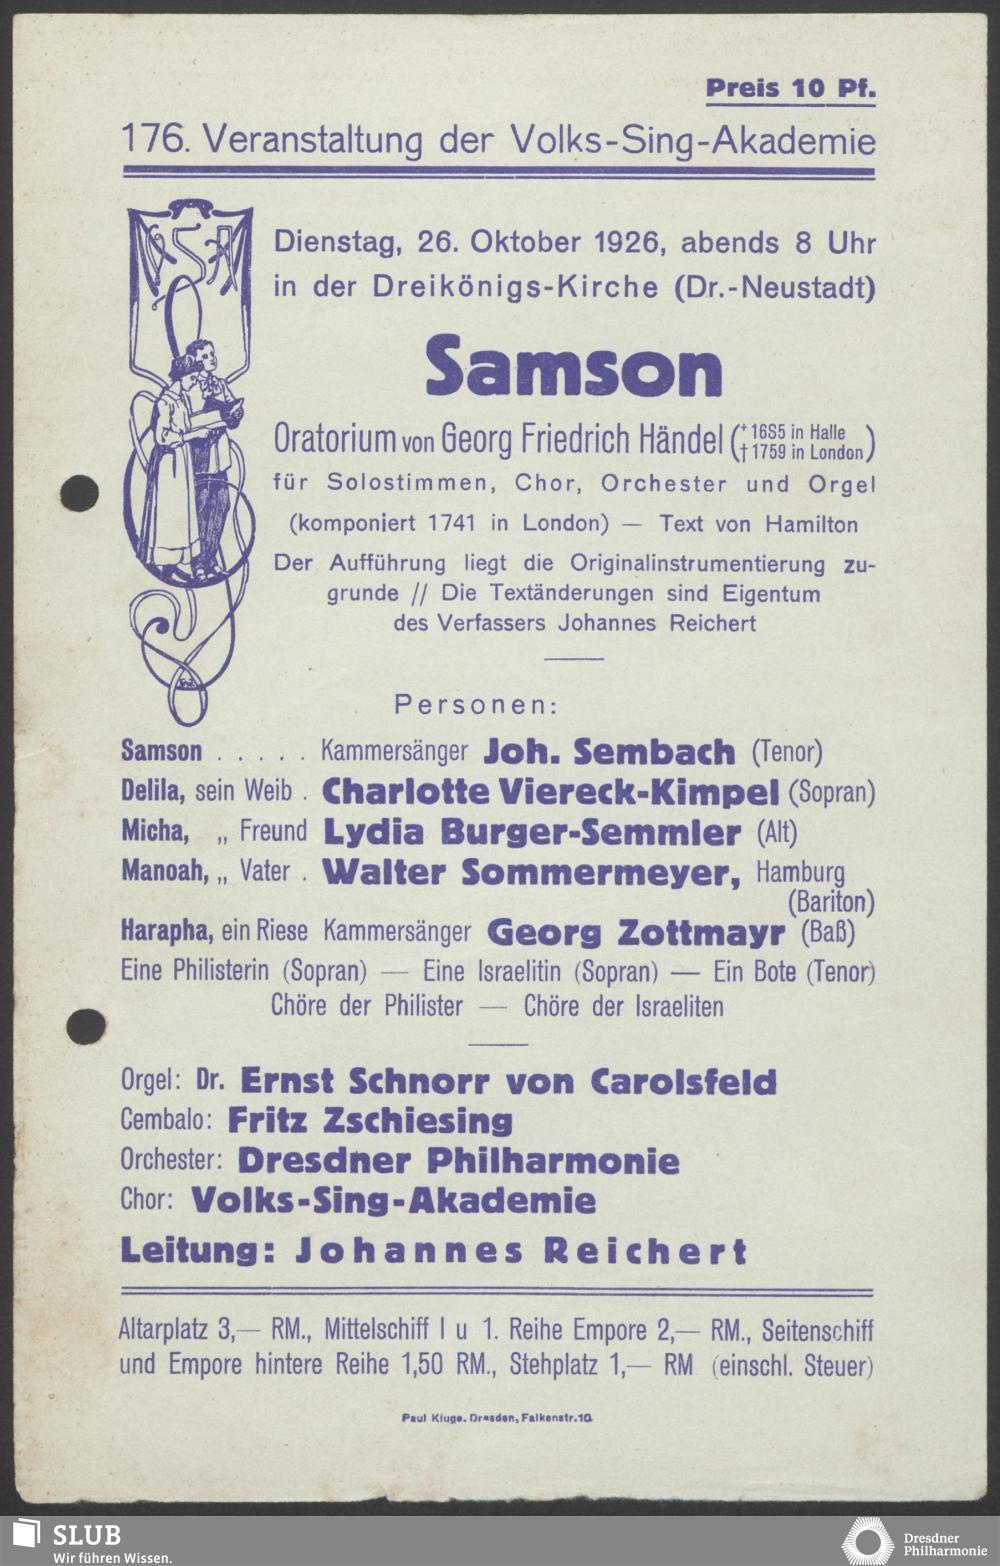 Preis 10 Pf.
176. Veranstaltung der Volks-Sing-Akademie
VSA
Dienstag, 26. Oktober 1926, abends 8 Uhr
in der Dreikönigs-Kirche (Dr.-Neustadt)
Samson
Oratorium von Georg Friedrich Händel (* 16S5 in Halle
† 1759 in London)
für Solostimmen, Chor, Orchester und Orgel
(komponiert 1741 in London) — Text von Hamilton
Der Aufführung liegt die Originalinstrumentierung zu-
grunde // Die Textänderungen sind Eigentum
des Verfassers Johannes Reichert
Personen:
Samson . . . . . Kammersänger Joh. Sembach (Tenor)
Delila, sein Weib . Charlotte Viereck-Kimpel (Sopran)
Micha, „ Freund Lydia Burger-Semmler (Alt)
Manoah, „ Vater . Walter Sommermeyer, Hamburg
(Bariton)
Harapha, ein Riese Kammersänger Georg Zottmayr (Baß)
Eine Philisterin (Sopran) — Eine Israelitin (Sopran) — Ein Bote (Tenor)
Chöre der Philister — Chöre der Israeliten
Orgel: Dr. Ernst Schnorr von Carolsfeld
Cembalo: Fritz Zschiesing
Orchester: Dresdner Philharmonie
Chor: Volks-Sing-Akademie
Leitung: Johannes Reichert
Altarplatz 3,— RM., Mittelschiff I u 1. Reihe Empore 2,— RM., Seitenschiff
und Empore hintere Reihe 1,50 RM., Stehplatz 1,— RM (einschl. Steuer)
Paul Kluge. Dresden, Falkenstr.10.
SLUB
Wir führen Wissen.
Dresdner
Philharmonie